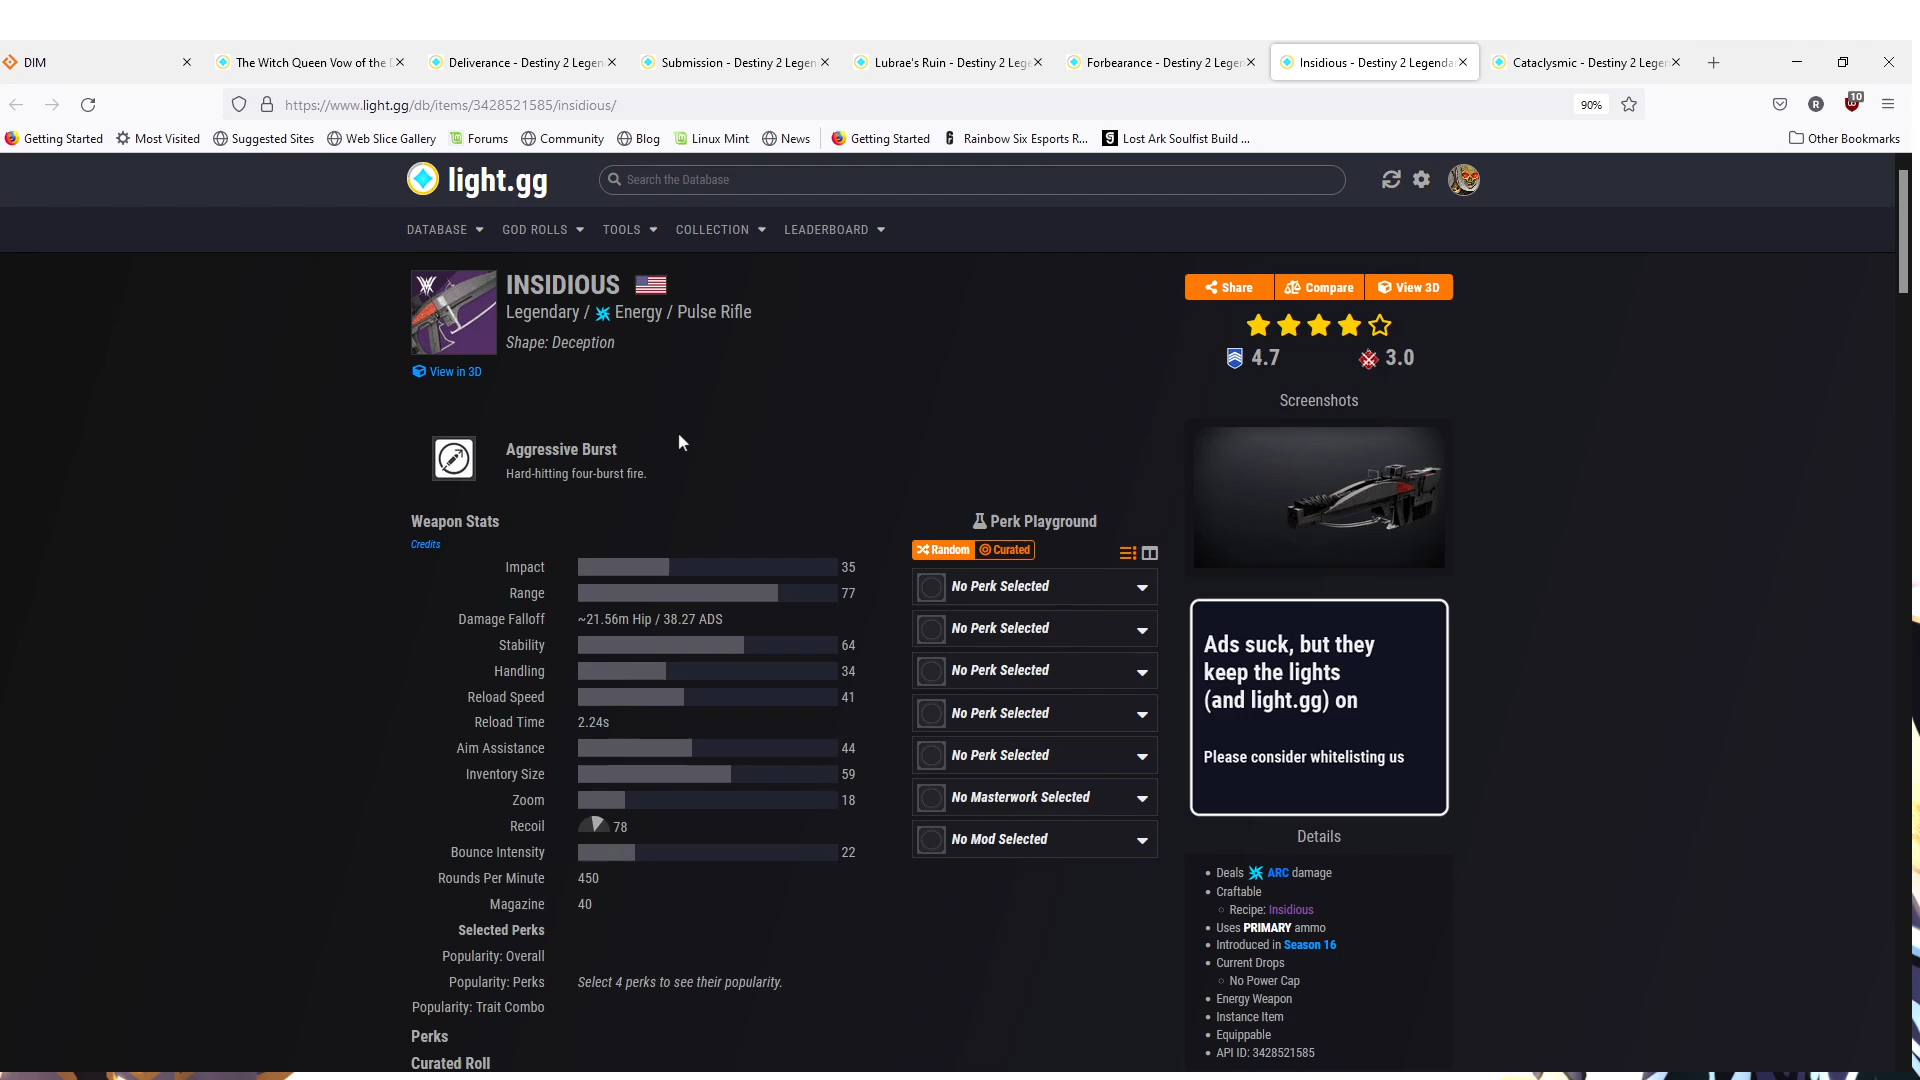 DIM
The Witch Queen Vow of the D
Deliverance - Destiny 2 Legen
Submission - Destiny 2 Legen
Lubrae's Ruin - Destiny 2 Leg
Forbearance - Destiny 2 Legen
Insidious - Destiny 2 Legenda
Cataclysmic - Destiny 2 Legen
https://www.light.gg/db/items/3428521585/insidious/
90%
R
10
Getting Started
Most Visited
Suggested Sites
Web Slice Gallery
Forums
Community
Blog
Linux Mint
News
Getting Started
Rainbow Six Esports R...
Lost Ark Soulfist Build ...
Other Bookmarks
light.gg
Search the Database
DATABASE
GOD ROLLS
TOOLS
COLLECTION
LEADERBOARD
INSIDIOUS
Legendary / Energy / Pulse Rifle
Shape: Deception
View in 3D
Share
Compare
View 3D
4.7
3.0
Aggressive Burst
Hard-hitting four-burst fire.
Screenshots
Weapon Stats
Credits
Impact 35
Range 77
Damage Falloff ~21.56m Hip / 38.27 ADS
Stability 64
Handling 34
Reload Speed 41
Reload Time 2.24s
Aim Assistance 44
Inventory Size 59
Zoom 18
Recoil 78
Bounce Intensity 22
Rounds Per Minute 450
Magazine 40
Selected Perks
Popularity: Overall
Popularity: Perks Select 4 perks to see their popularity.
Popularity: Trait Combo
Perks
Curated Roll
Perk Playground
Random
Curated
No Perk Selected
No Perk Selected
No Perk Selected
No Perk Selected
No Perk Selected
No Masterwork Selected
No Mod Selected
Ads suck, but they
keep the lights
(and light.gg) on
Please consider whitelisting us
Details
Deals ARC damage
Craftable
Recipe: Insidious
Uses PRIMARY ammo
Introduced in Season 16
Current Drops
No Power Cap
Energy Weapon
Instance Item
Equippable
API ID: 3428521585